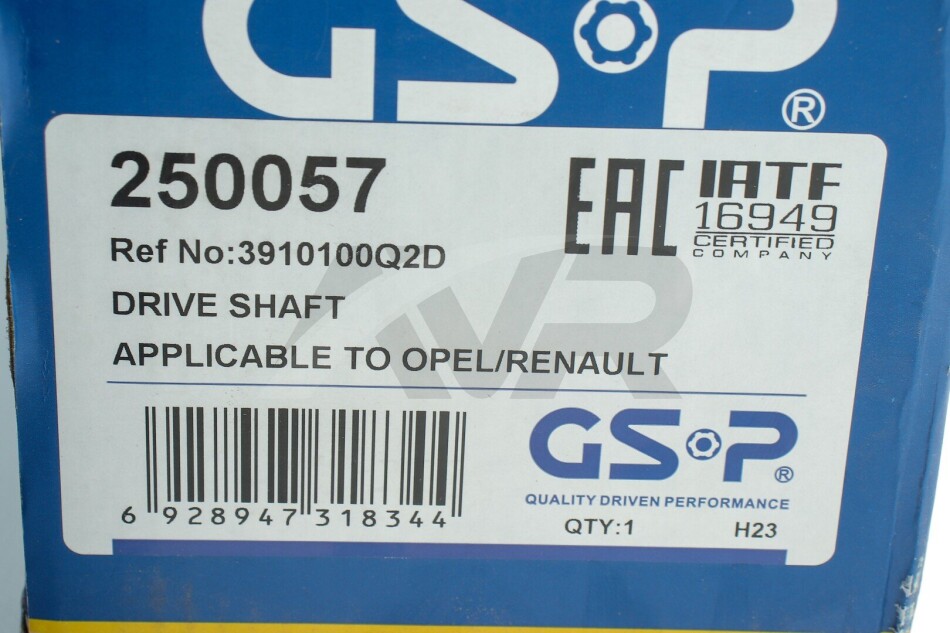 GSP®
250057
EAC
IATF
16949
CERTIFIED
COMPANY
Ref No:3910100Q2D
DRIVE SHAFT
APPLICABLE TO OPEL/RENAULT
6 928947 318344
GSP®
QUALITY DRIVEN PERFORMANCE
QTY:1 H23